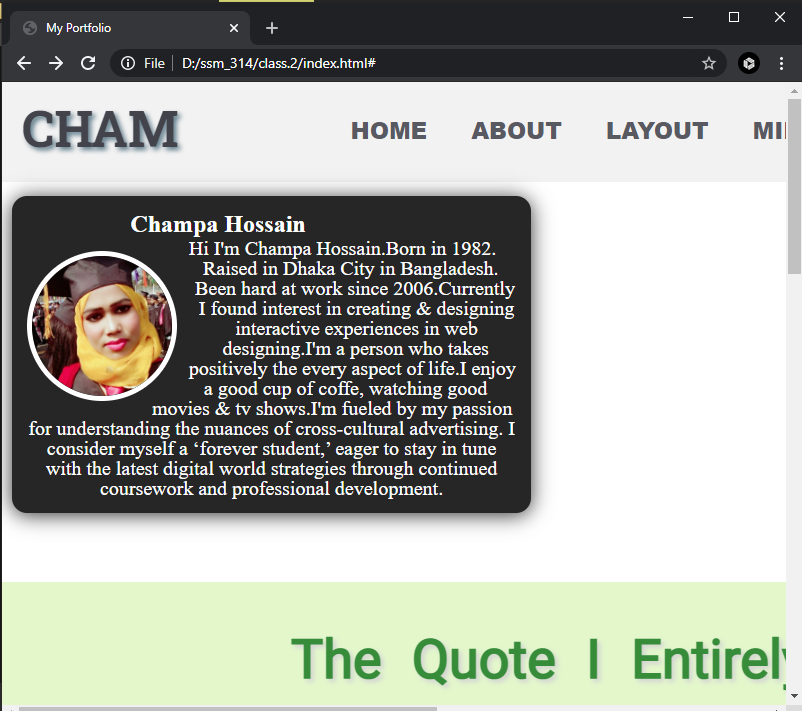 My Portfolio
File
D:/ssm_314/class.2/index.html#
CHAM
HOME ABOUT LAYOUT
Champa Hossain
Hi I'm Champa Hossain.Born in 1982.
Raised in Dhaka City in Bangladesh.
Been hard at work since 2006.Currently
I found interest in creating & designing
interactive experiences in web
designing.I'm a person who takes
positively the every aspect of life.I enjoy
a good cup of coffe, watching good
movies & tv shows.I'm fueled by my passion
for understanding the nuances of cross-cultural advertising. I
consider myself a ‘forever student,’ eager to stay in tune
with the latest digital world strategies through continued
coursework and professional development.
The Quote I Entirely